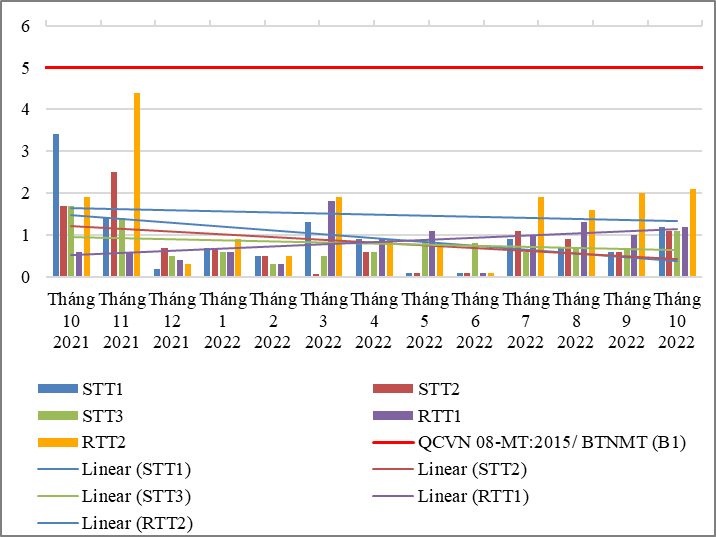 6
5
4
3
2
1
0
Tháng Tháng Tháng Tháng Tháng Tháng Tháng Tháng Tháng Tháng Tháng Tháng Tháng
10 11 12 1 2 3 4 5 6 7 8 9 10
2021 2021 2021 2022 2022 2022 2022 2022 2022 2022 2022 2022 2022
STT1 STT2
STT3 RTT1
RTT2 QCVN 08-MT:2015/ BTNMT (B1)
Linear (STT1) Linear (STT2)
Linear (STT3) Linear (RTT1)
Linear (RTT2)